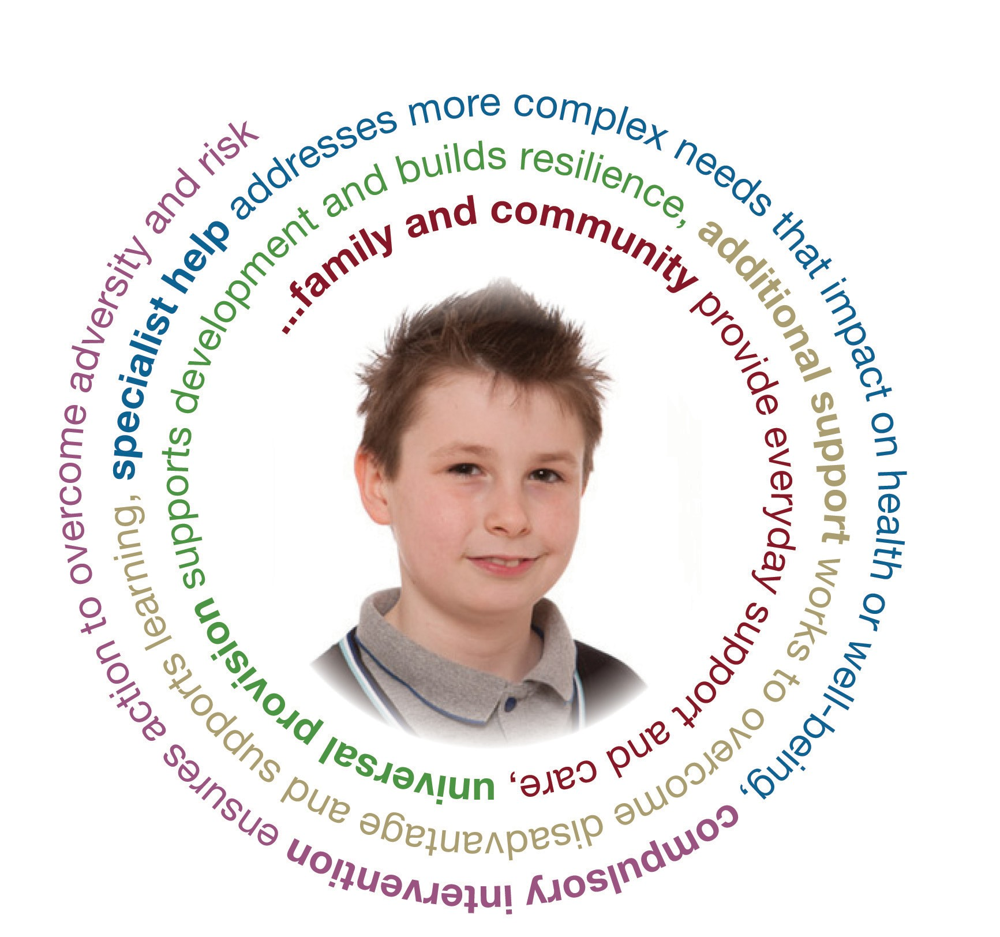 ...family and community provide everyday support and care,
universal provision supports development and builds resilience,
additional support works to overcome disadvantage and supports learning,
specialist help addresses more complex needs that impact on health or well-being,
compulsory intervention ensures action to overcome adversity and risk